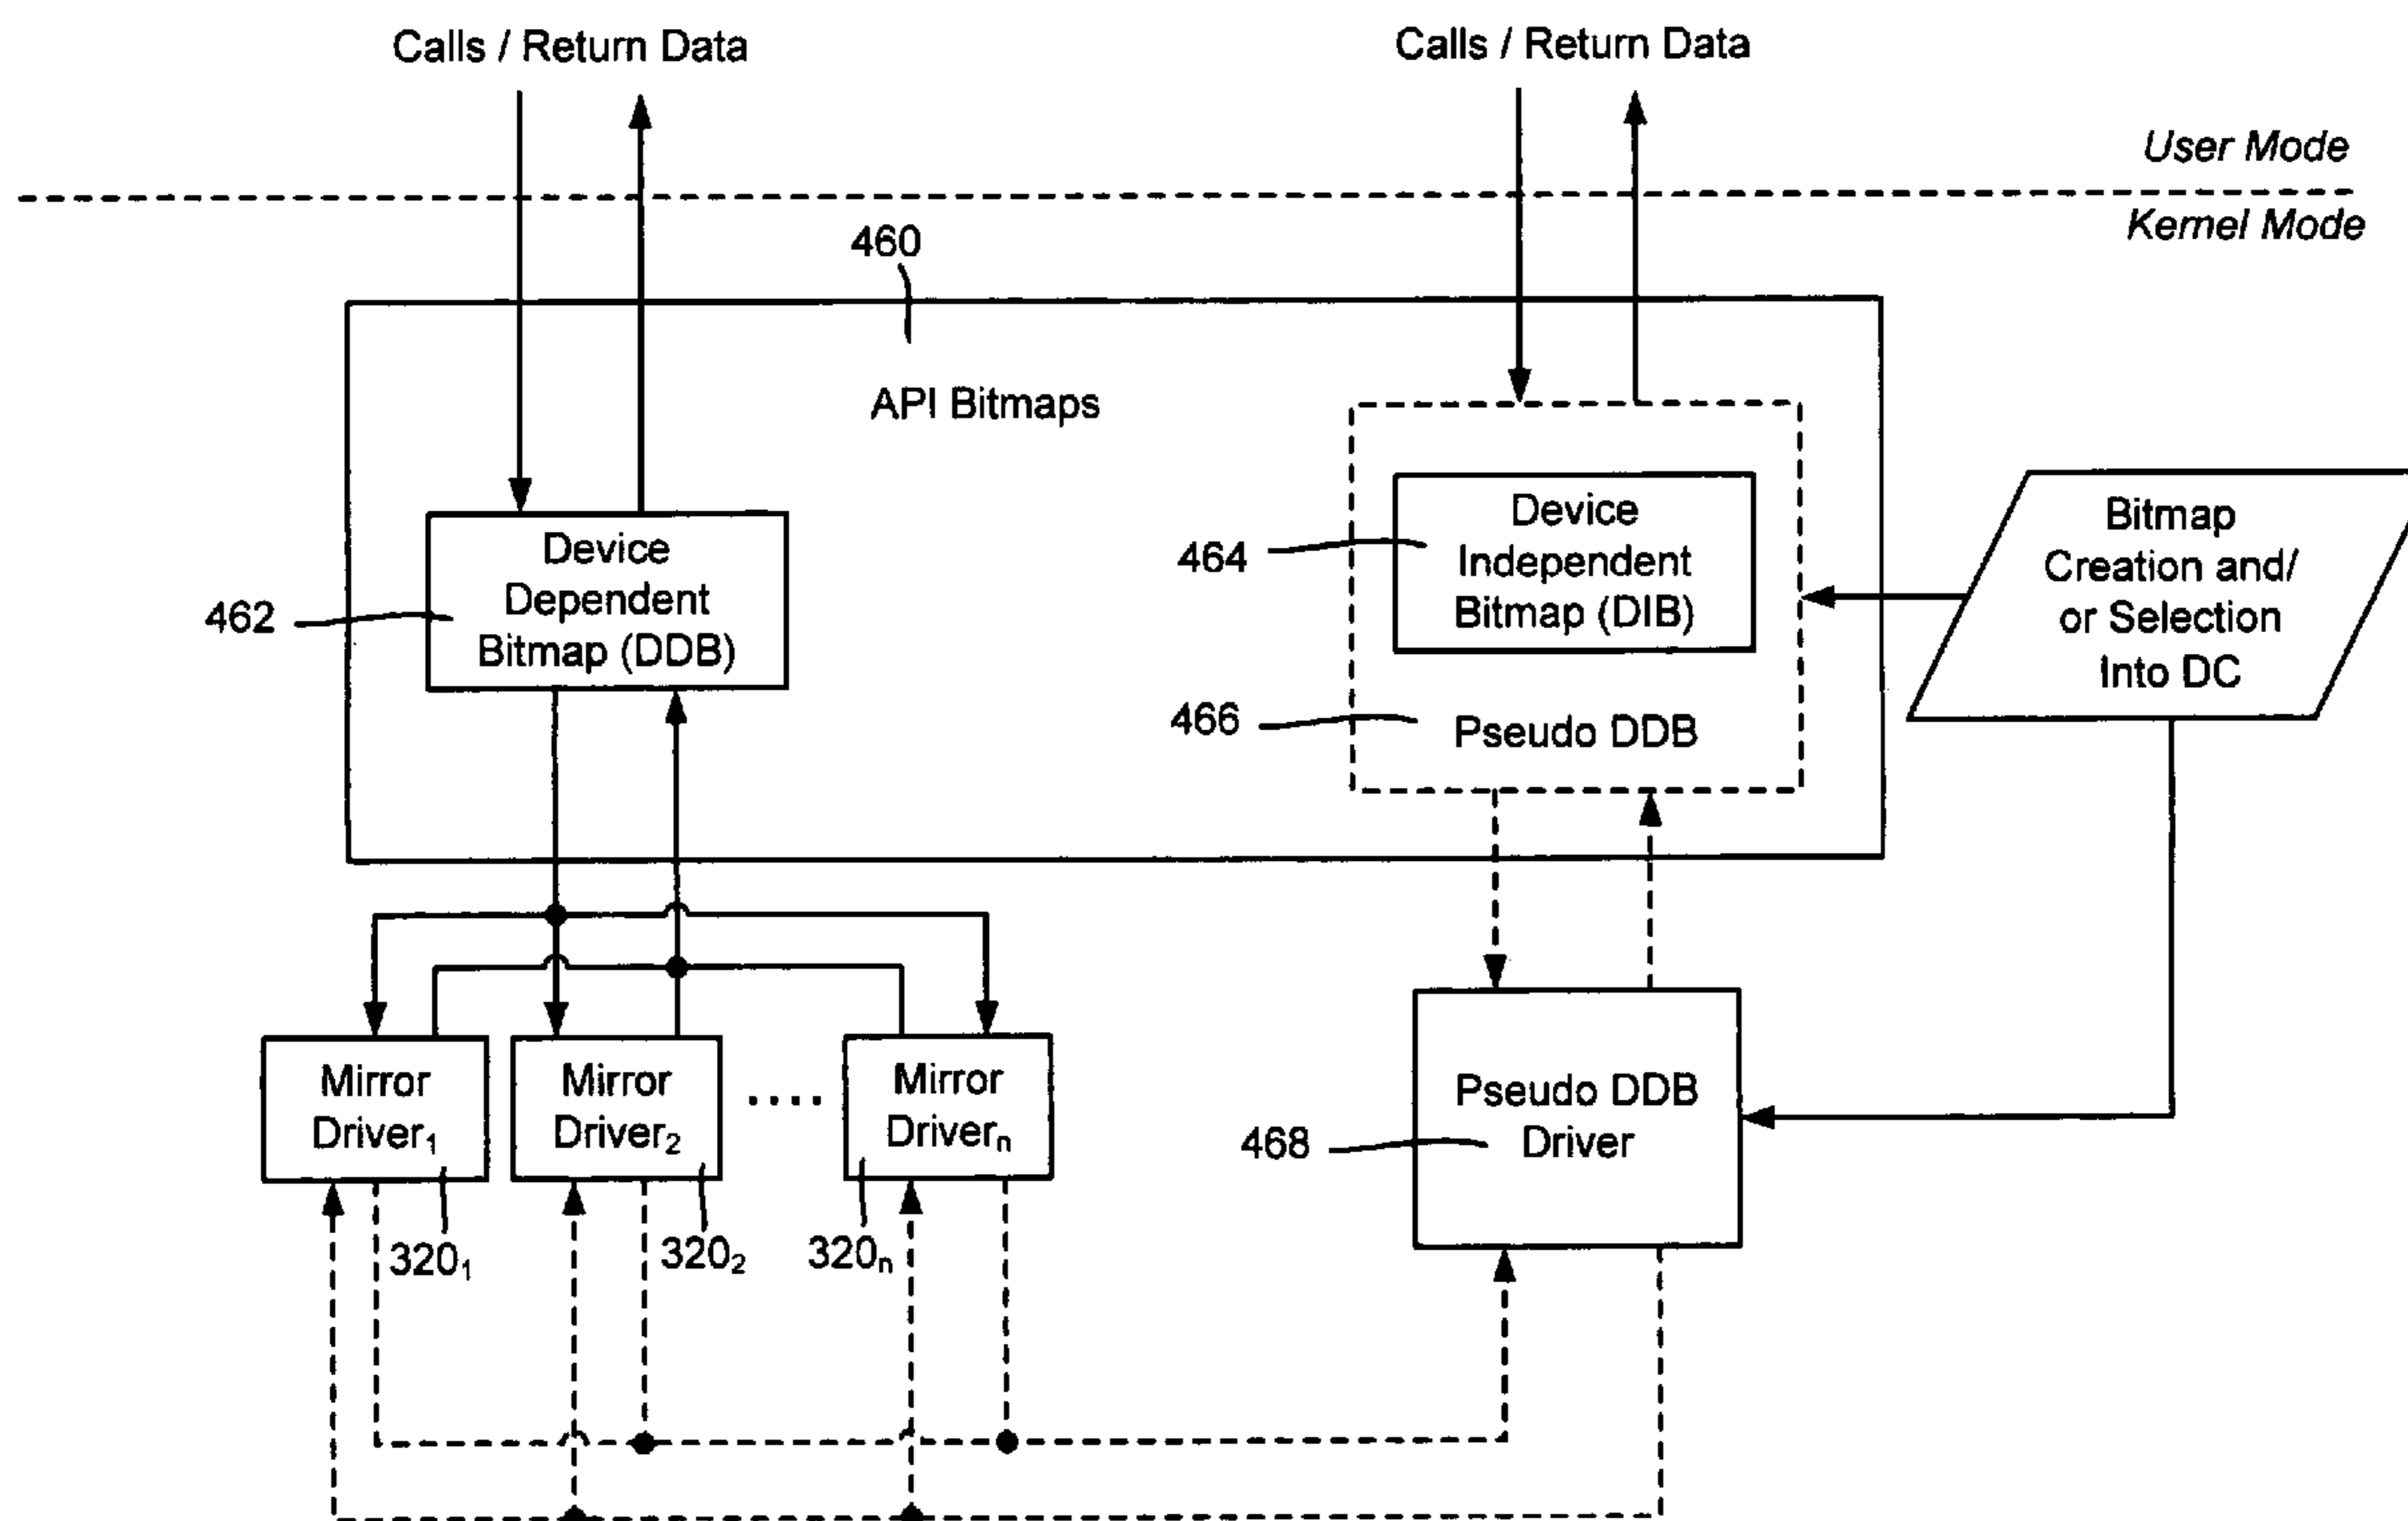 Calls / Return Data
Calls / Return Data
User Mode
Kernel Mode
460
API Bitmaps
Device
Dependent
Bitmap (DDB)
462
Device
Independent
Bitmap (DIB)
464
466
Pseudo DDB
Bitmap
Creation and/
or Selection
Into DC
Mirror
Driver₁
Mirror
Driver₂
....
Mirror
Driverₙ
320₁
320₂
320ₙ
Pseudo DDB
Driver
468